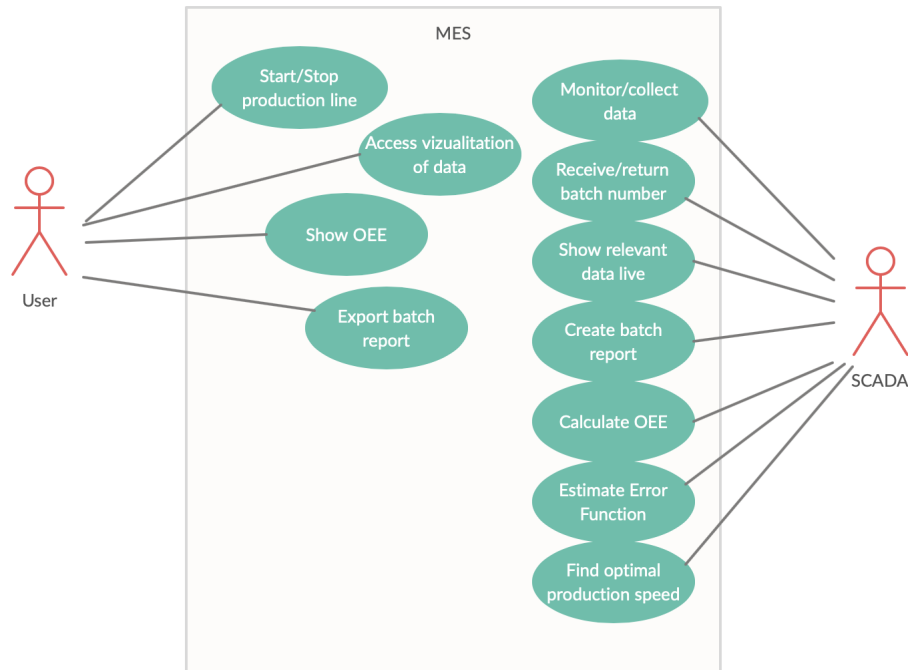 MES
Start/Stop
production line
Access vizualitation
of data
Show OEE
Export batch
report
User
Monitor/collect
data
Receive/return
batch number
Show relevant
data live
Create batch
report
Calculate OEE
Estimate Error
Function
Find optimal
production speed
SCADA